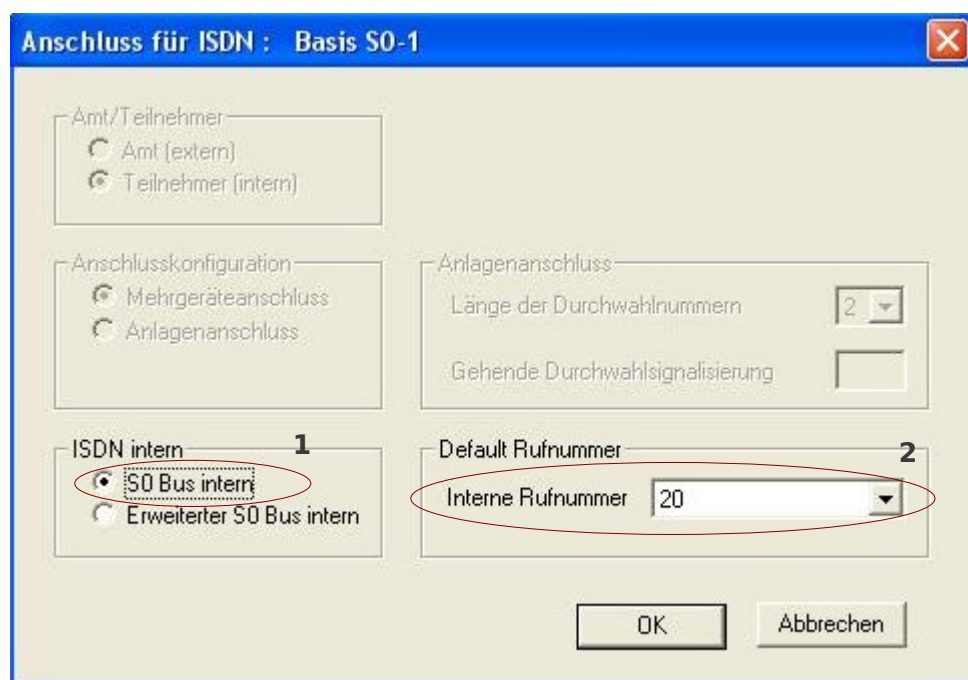 Anschluss für ISDN : Basis S0-1
Amt/Teilnehmer
Amt (extern)
Teilnehmer (intern)
Anschlusskonfiguration
Mehrgeräteanschluss
Anlagenanschluss
Anlagenanschluss
Länge der Durchwahlnummern 2
Gehende Durchwahlsignalisierung
ISDN intern 1
S0 Bus intern
Erweiterter S0 Bus intern
Default Rufnummer 2
Interne Rufnummer 20
OK Abbrechen